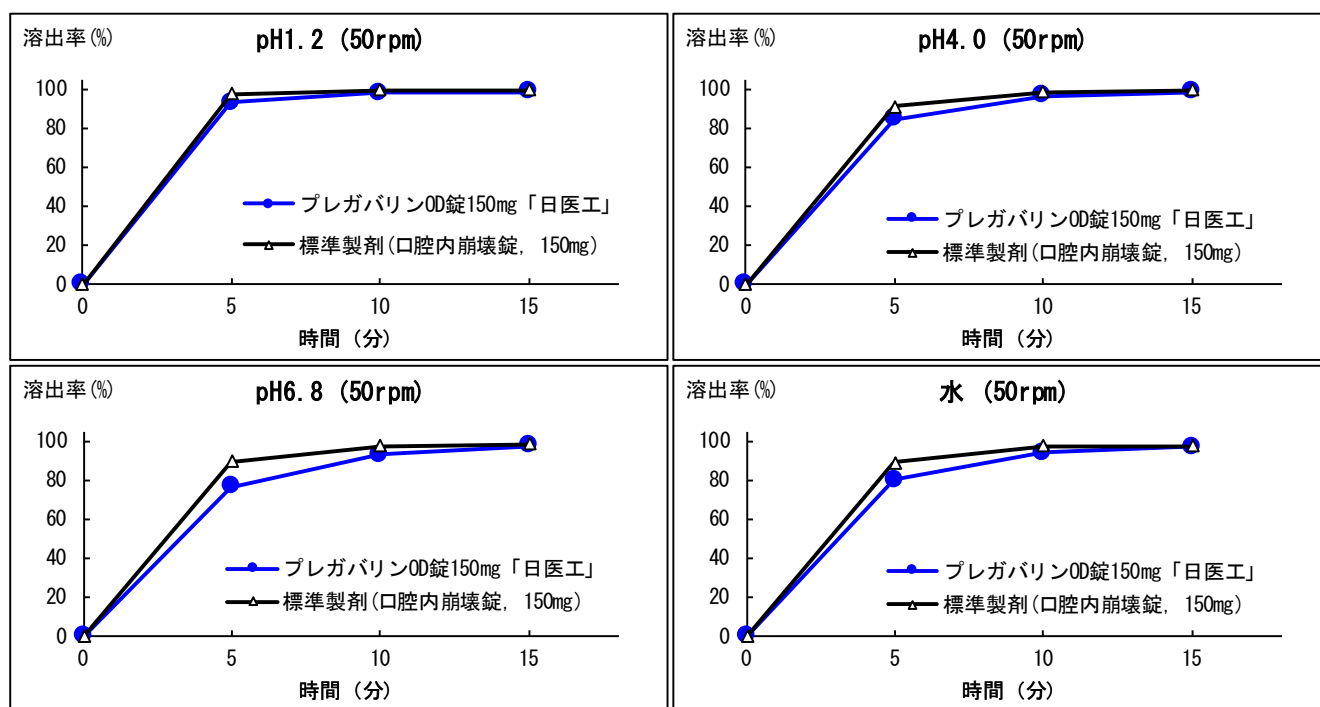 溶出率(%)
pH1.2 (50rpm)
100
80
60
40
20
0
0 5 10 15
時間 (分)
プレガバリンOD錠150mg「日医工」
標準製剤(口腔内崩壊錠, 150mg)
溶出率(%)
pH4.0 (50rpm)
100
80
60
40
20
0
0 5 10 15
時間 (分)
プレガバリンOD錠150mg「日医工」
標準製剤(口腔内崩壊錠, 150mg)
溶出率(%)
pH6.8 (50rpm)
100
80
60
40
20
0
0 5 10 15
時間 (分)
プレガバリンOD錠150mg「日医工」
標準製剤(口腔内崩壊錠, 150mg)
溶出率(%)
水 (50rpm)
100
80
60
40
20
0
0 5 10 15
時間 (分)
プレガバリンOD錠150mg「日医工」
標準製剤(口腔内崩壊錠, 150mg)